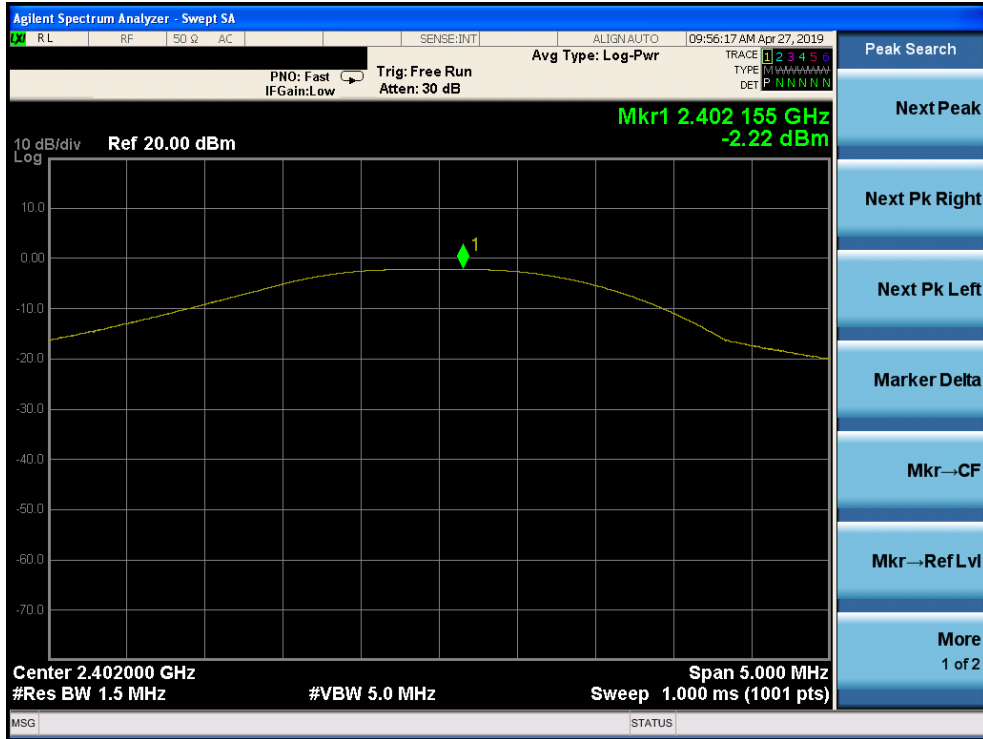 Agilent Spectrum Analyzer - Swept SA
LXI RL RF 50 Ω AC SENSE:INT ALIGN AUTO 09:56:17 AM Apr 27, 2019
PNO: Fast Trig: Free Run Avg Type: Log-Pwr TRACE 1 2 3 4 5 6
IFGain:Low Atten: 30 dB TYPE M WWWWW
DET P N N N N N
Mkr1 2.402 155 GHz
-2.22 dBm
10 dB/div Ref 20.00 dBm
Log
10.0
0.00
-10.0
-20.0
-30.0
-40.0
-50.0
-60.0
-70.0
1
Center 2.402000 GHz Span 5.000 MHz
#Res BW 1.5 MHz #VBW 5.0 MHz Sweep 1.000 ms (1001 pts)
MSG STATUS
Peak Search
Next Peak
Next Pk Right
Next Pk Left
Marker Delta
Mkr→CF
Mkr→Ref Lvl
More
1 of 2